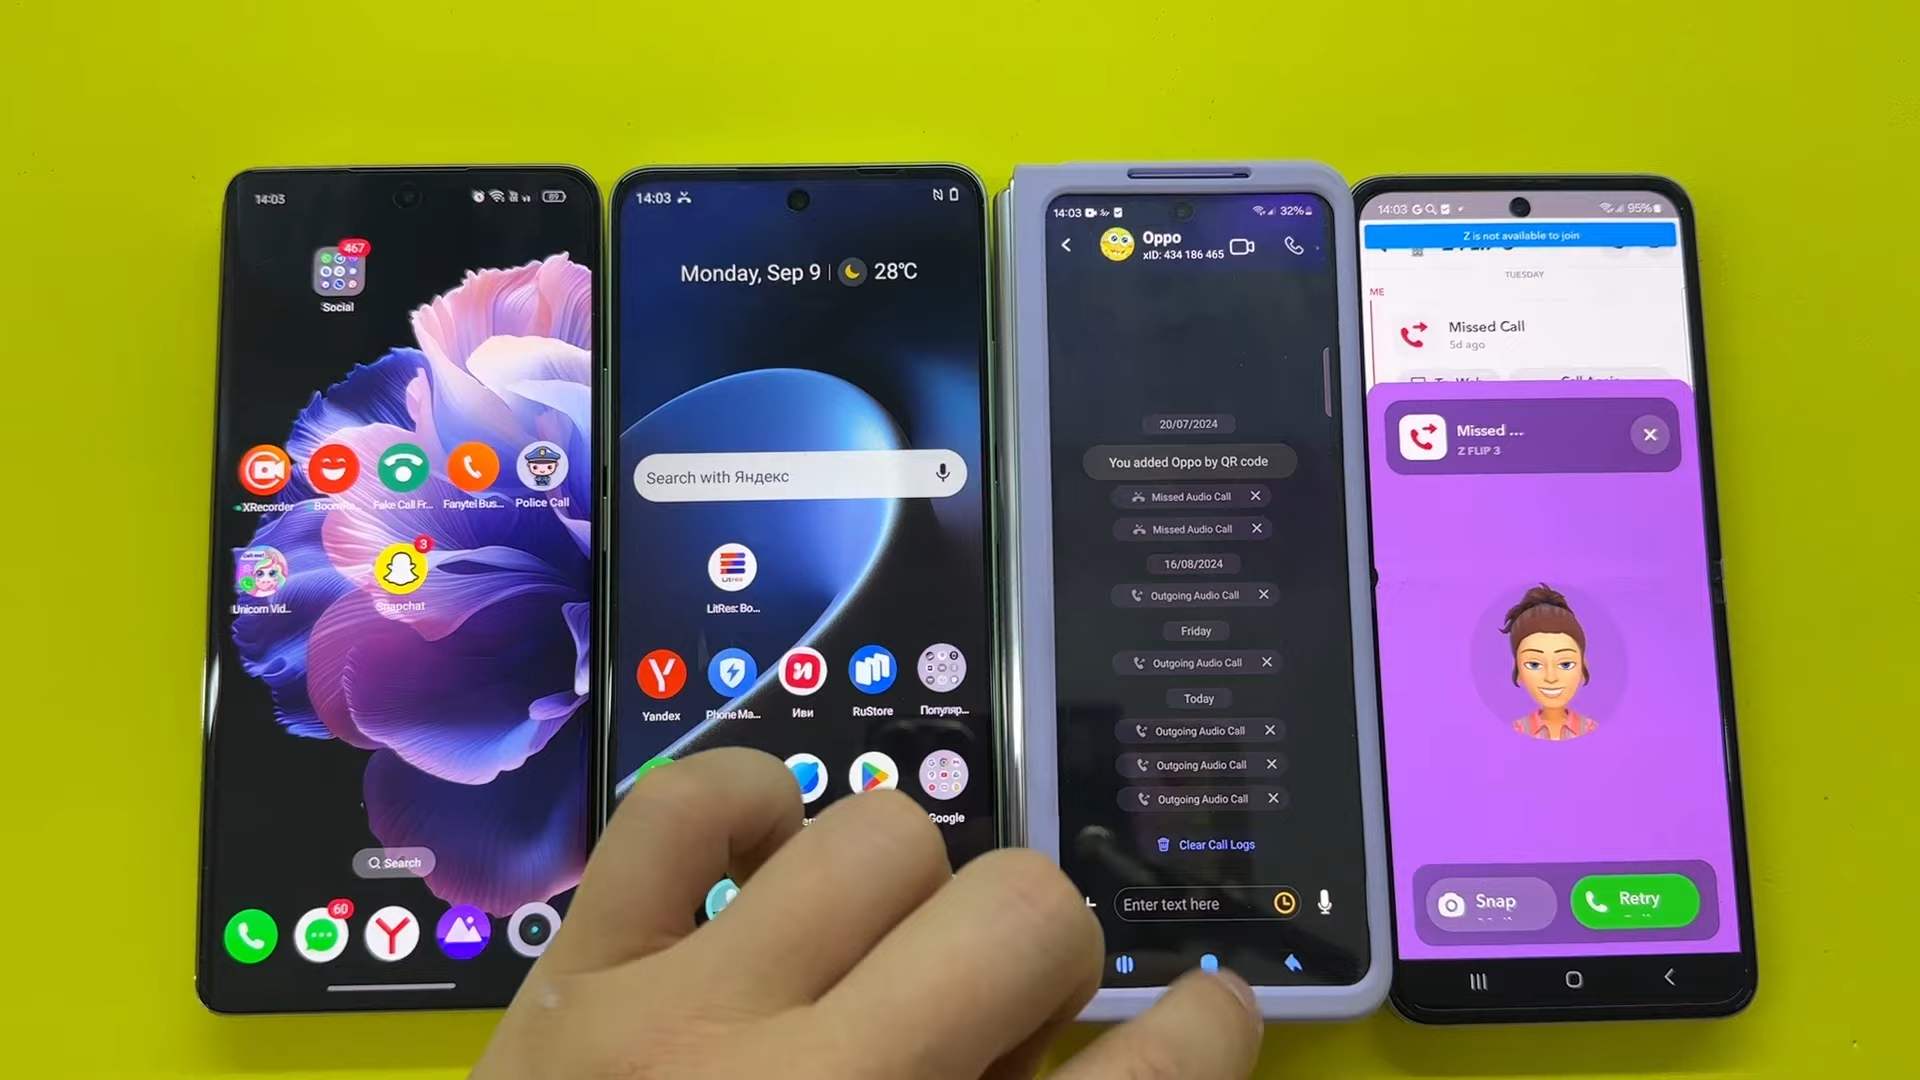 14:03
89
467
Social
XRecorder
Fake Call Fr...
Fanytel Bus...
Police Call
Unicorn Vid...
3
Snapchat
Search
60
14:03
Monday, Sep 9
28°C
Search with Яндекс
LitRes
LitRes: Bo...
Yandex
Phone Ma...
Иви
RuStore
Популяр...
Google
14:03
32%
Oppo
xID: 434 186 465
20/07/2024
You added Oppo by QR code
Missed Audio Call
Missed Audio Call
16/08/2024
Outgoing Audio Call
Friday
Outgoing Audio Call
Today
Outgoing Audio Call
Outgoing Audio Call
Outgoing Audio Call
Clear Call Logs
Enter text here
14:03
95%
Z is not available to join
TUESDAY
ME
Missed Call
5d ago
Missed ...
Z FLIP 3
Snap
Retry